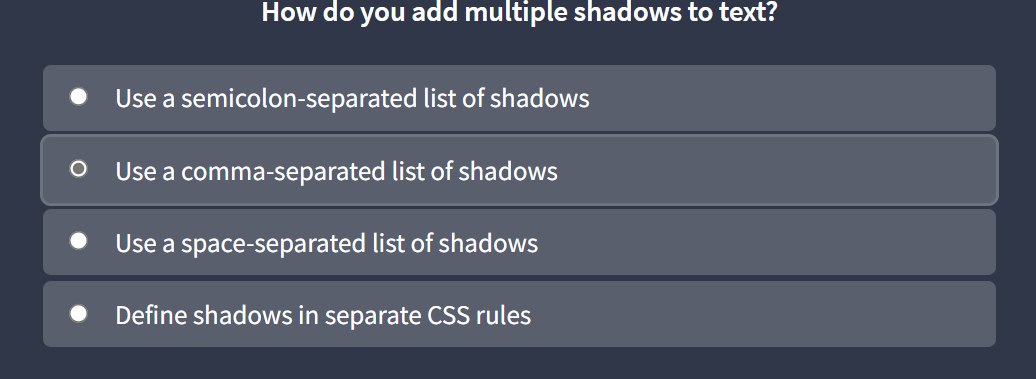 How do you add multiple shadows to text?
Use a semicolon-separated list of shadows
Use a comma-separated list of shadows
Use a space-separated list of shadows
Define shadows in separate CSS rules